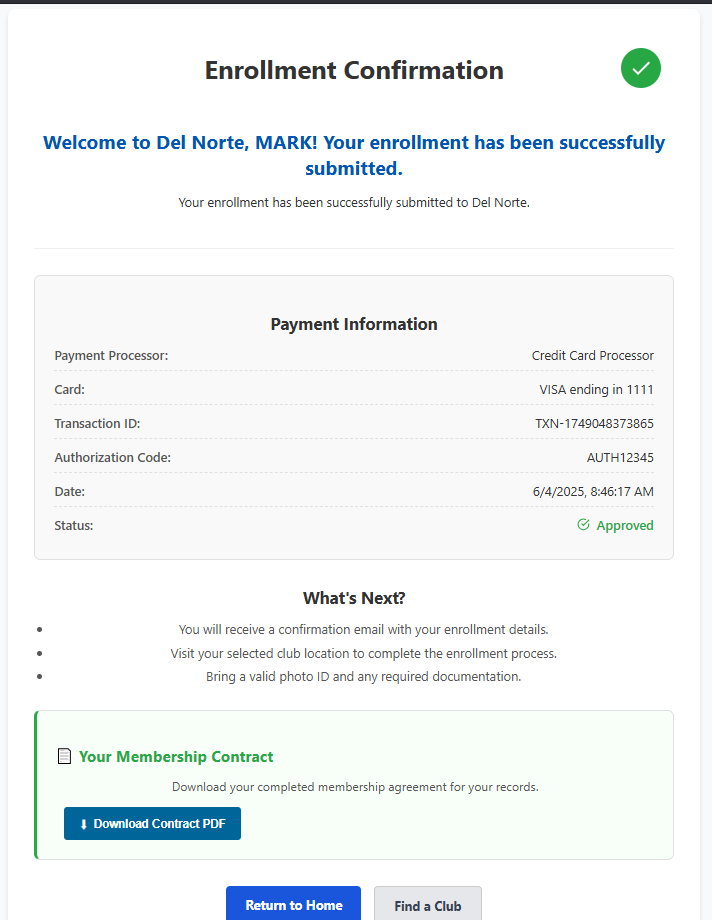 Enrollment Confirmation
Welcome to Del Norte, MARK! Your enrollment has been successfully
submitted.
Your enrollment has been successfully submitted to Del Norte.
Payment Information
Payment Processor: Credit Card Processor
Card: VISA ending in 1111
Transaction ID: TXN-1749048373865
Authorization Code: AUTH12345
Date: 6/4/2025, 8:46:17 AM
Status: Approved
What's Next?
You will receive a confirmation email with your enrollment details.
Visit your selected club location to complete the enrollment process.
Bring a valid photo ID and any required documentation.
Your Membership Contract
Download your completed membership agreement for your records.
Download Contract PDF
Return to Home
Find a Club